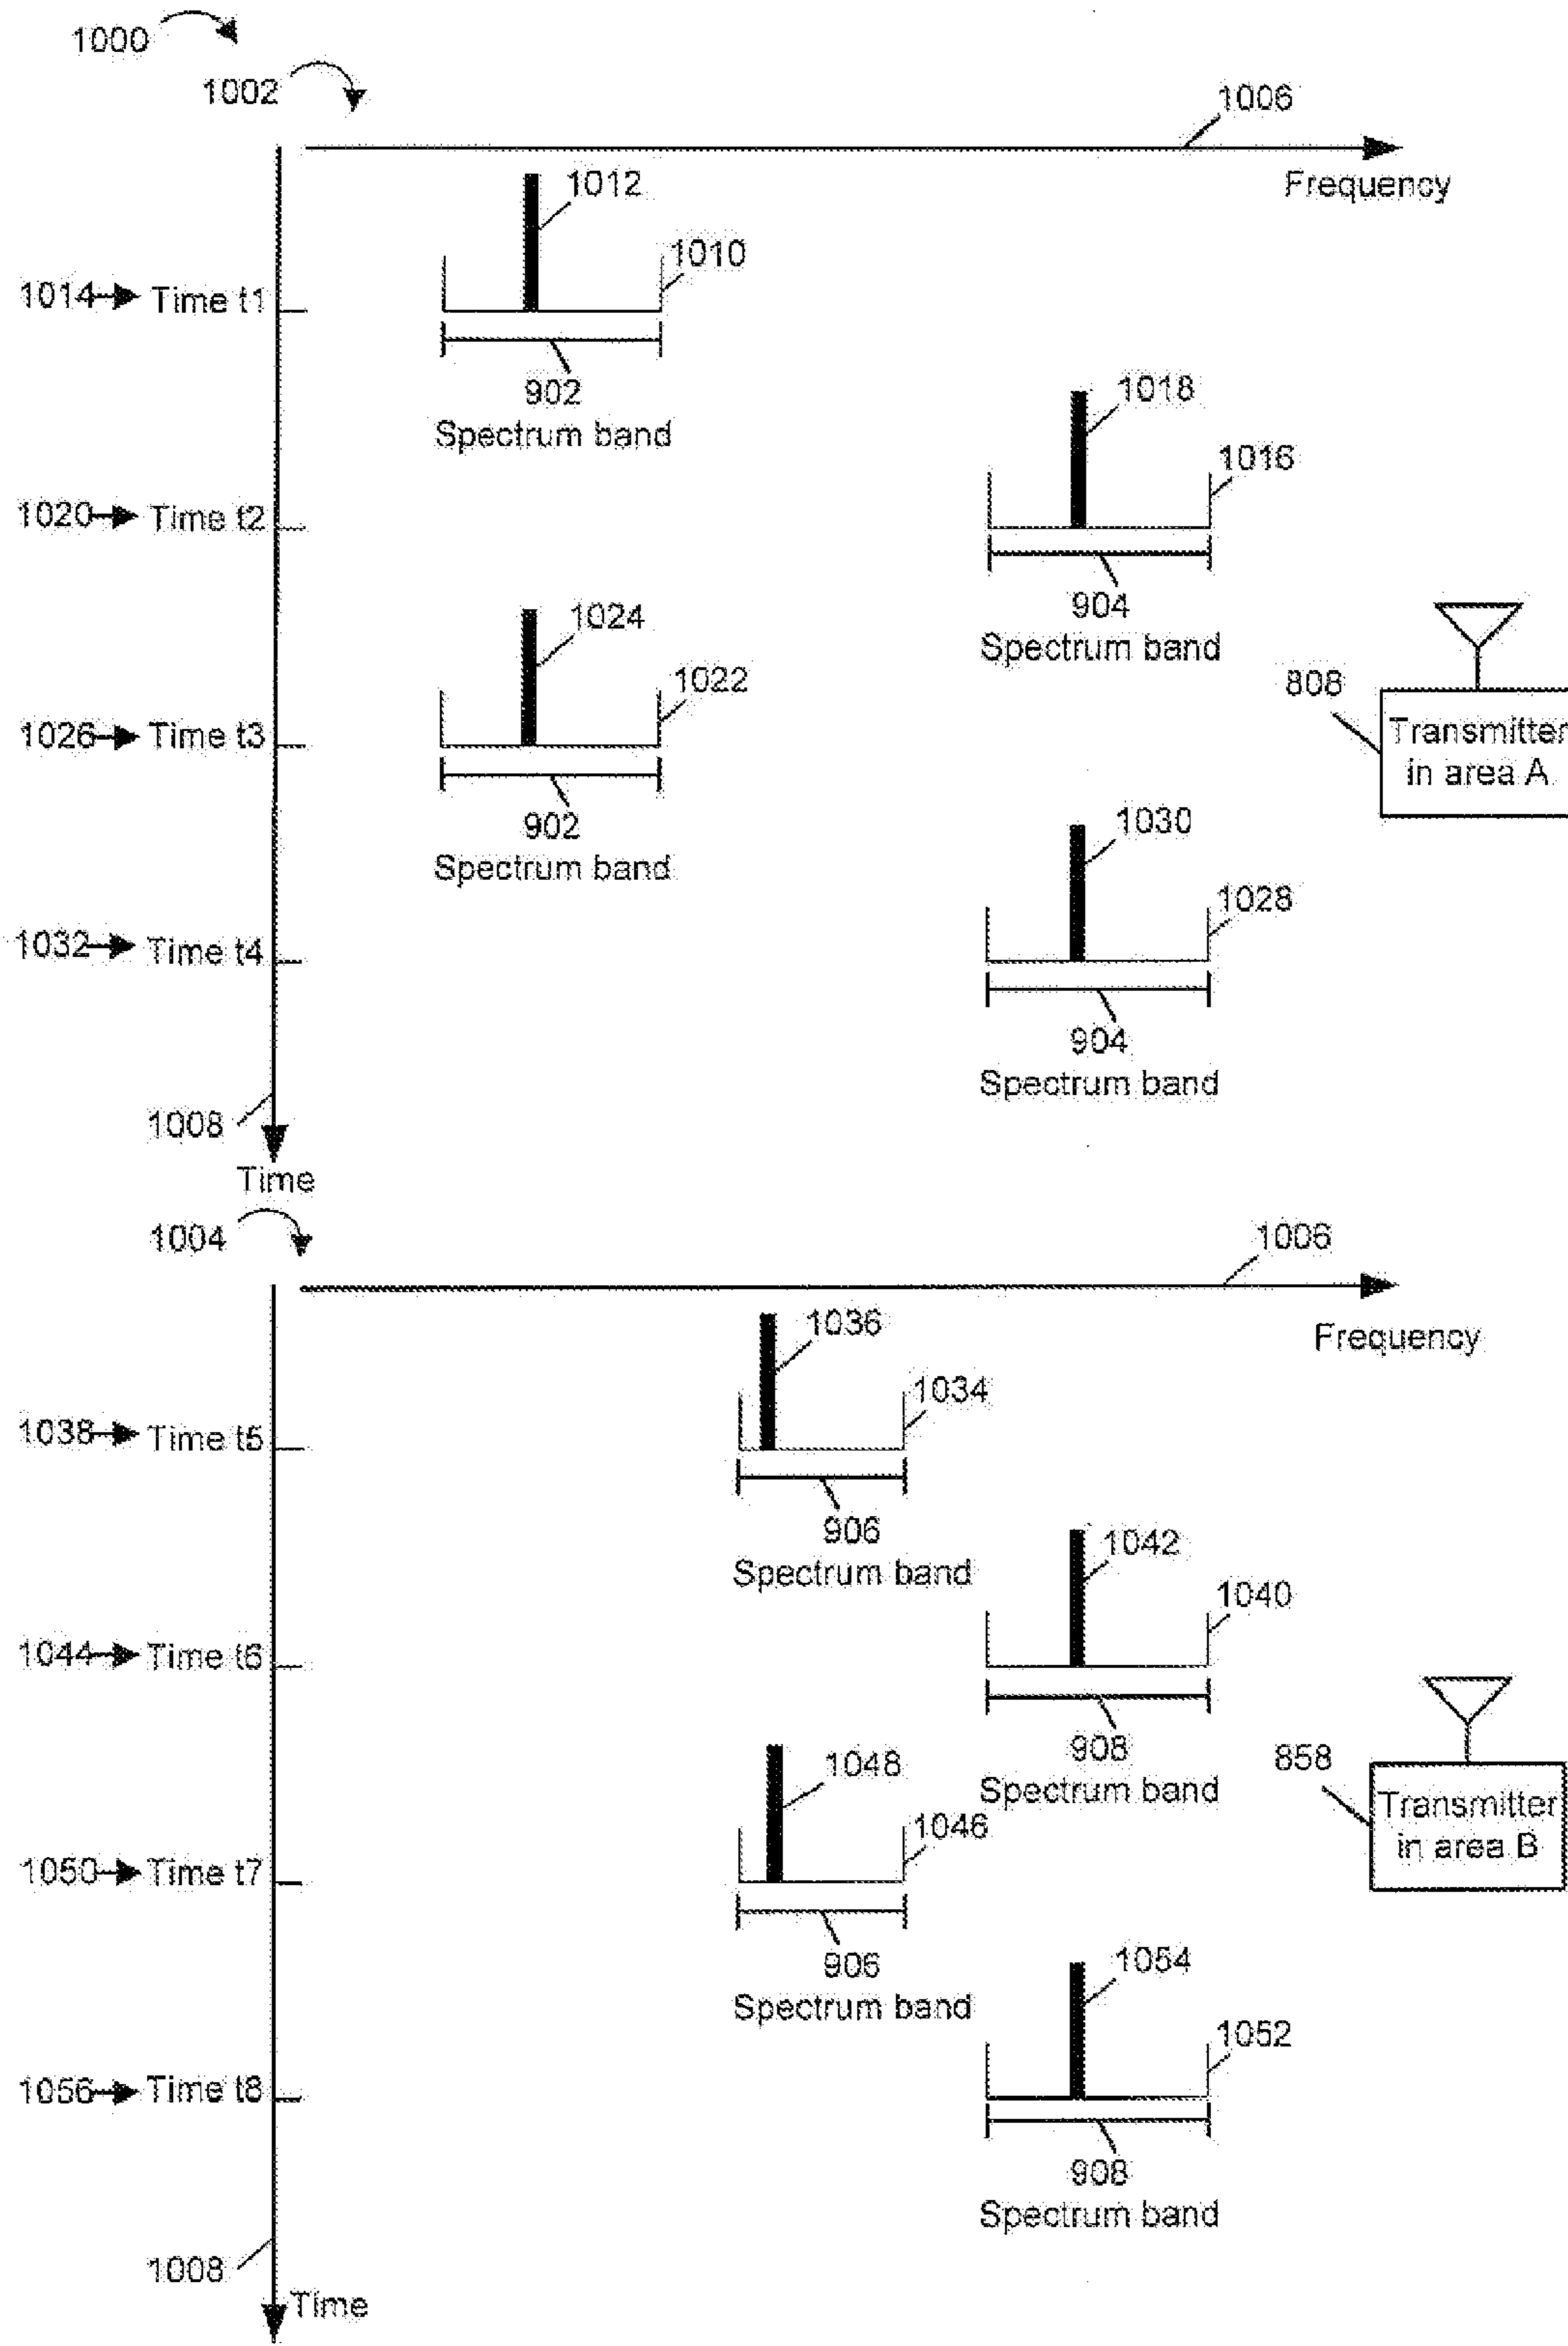 1000
1002
1006
Frequency
1012
1010
1014 Time t1
902
Spectrum band
1018
1016
1020 Time t2
904
Spectrum band
1024
1022
808
1026 Time t3
Transmitter
in area A
902
Spectrum band
1030
1028
1032 Time t4
904
Spectrum band
1008
Time
1004
1006
Frequency
1036
1034
1038 Time t5
906
Spectrum band
1042
1040
1044 Time t6
908
Spectrum band
1048
1046
858
Transmitter
in area B
1050 Time t7
906
Spectrum band
1054
1052
1056 Time t8
908
Spectrum band
1008
Time